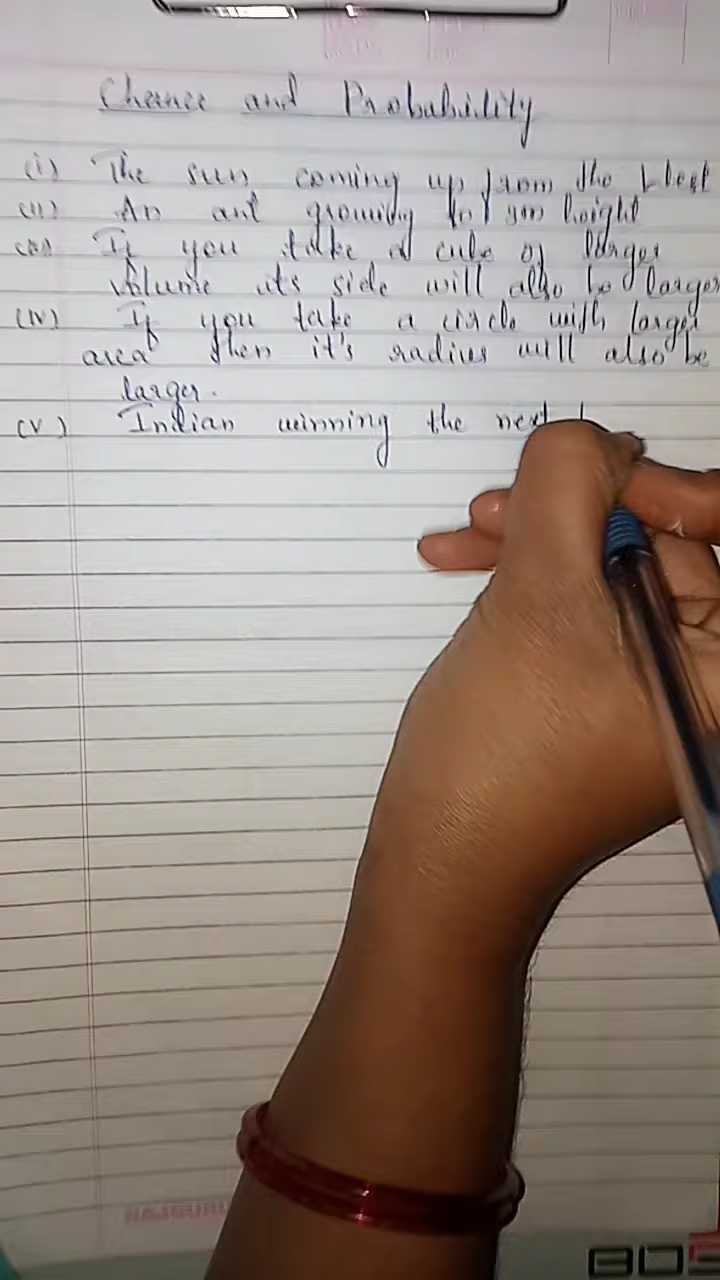 Chance and Probability
(i) The sun coming up from the West
(ii) An ant growing to 1 500 height
(iii) If you take a cube of larger
volume its side will also be larger
(iv) If you take a circle with larger
area then it's radius will also be
larger.
(v) Indian winning the next
RAJGURU